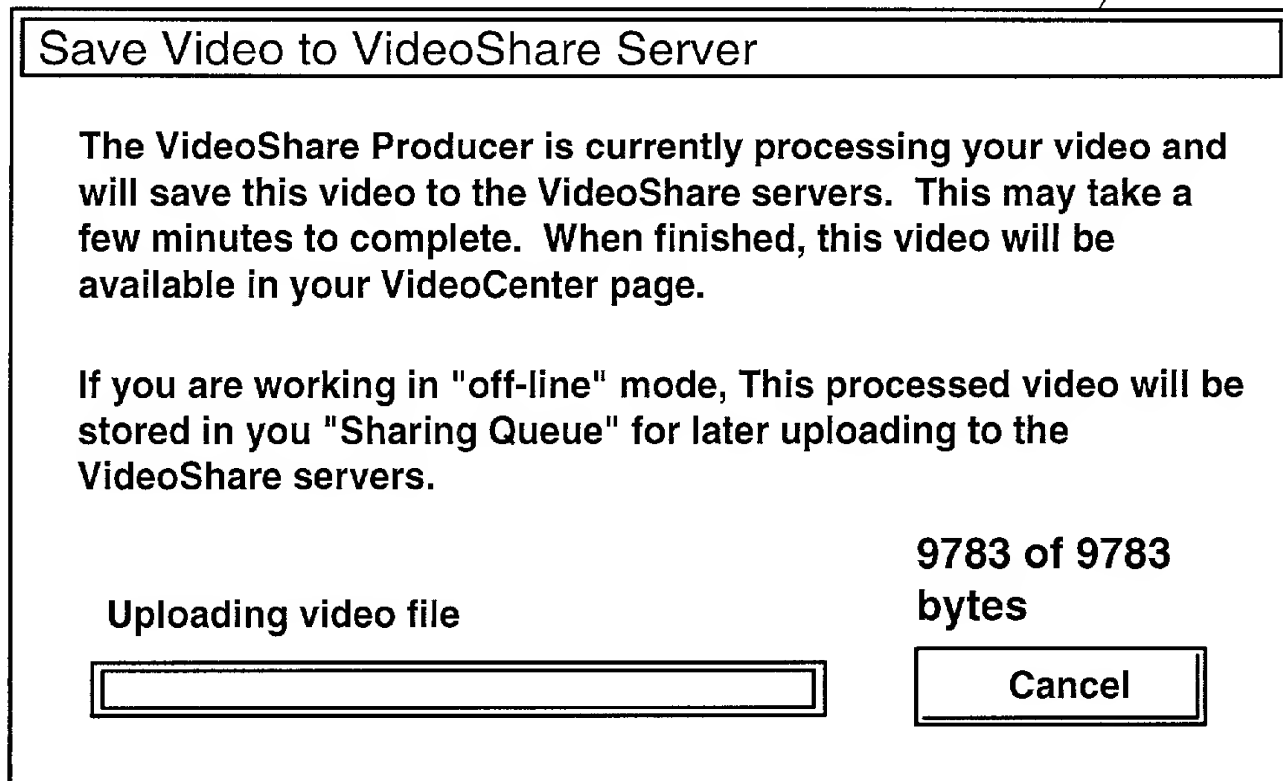 Save Video to VideoShare Server
The VideoShare Producer is currently processing your video and
will save this video to the VideoShare servers.  This may take a
few minutes to complete.  When finished, this video will be
available in your VideoCenter page.
If you are working in "off-line" mode, This processed video will be
stored in you "Sharing Queue" for later uploading to the
VideoShare servers.
9783 of 9783
bytes
Uploading video file
Cancel